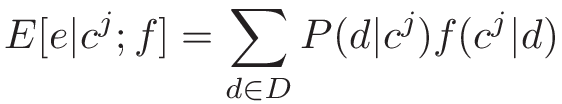 $E[e|c^j; f] = \sum_{d \in D} P(d|c^j) f(c^j|d)$